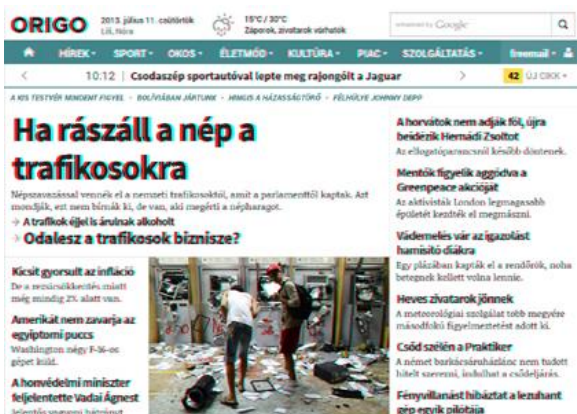 ORIGO
2013. július 11. csütörtök
Lili, Nóra
15°C / 30°C
Záporok, zivatarok várhatók
Google
HÍREK
SPORT
OKOS
ÉLETMÓD
KULTÚRA
PIAC
SZOLGÁLTATÁS
freemail
10:12 | Csodaszép sportautóval lepte meg rajongóit a Jaguar
42 ÚJ CIKK
A KIS TESTVÉR MINDENT FIGYEL - BOLÍVIÁBAN JÁRTUNK - HINGIS A HÁZASSÁGTÖRŐ - FÉLHÜLYE JOHNNY DEPP
Ha rászáll a nép a
trafikosokra
Népszavazással vennék el a nemzeti trafikosoktól, amit a parlamenttől kaptak. Azt
mondják, ezt nem bírnák ki, de van, aki megérti a népharagot.
→ A trafikok éjjel is árulnak alkoholt
→ Odalesz a trafikosok biznisze?
Kicsit gyorsult az infláció
De a rezsicsökkentés miatt
még mindig 2% alatt van.
Amerikát nem zavarja az
egyiptomi puccs
Washington négy F-16-os
gépet küld.
A honvédelmi miniszter
feljelentette Vadai Ágnest
A horvátok nem adják föl, újra
beidézik Hernádi Zsoltot
Az elfogatóparancsról később döntenek.
Mentők figyelik aggódva a
Greenpeace akcióját
Az aktivisták London legmagasabb
épületét kezdték el megmászni.
Vádemelés vár az igazolást
hamisító diákra
Egy plázában kapták el a rendőrök, noha
betegnek kellett volna lennie.
Heves zivatarok jönnek
A meteorológiai szolgálat több megyére
másodfokú figyelmeztetést adott ki.
Csőd szélén a Praktiker
A német barkácsáruházlánc nem tudott
hitelt szerezni, indulhat a csődeljárás.
Fényvillanást hibáztat a lezuhant
gép egyik pilótája